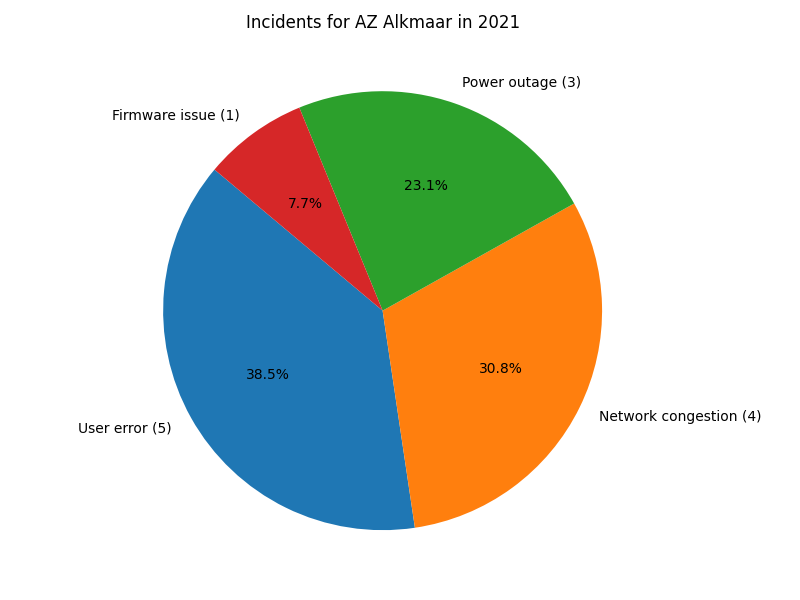 Incidents for AZ Alkmaar in 2021
Power outage (3)
Firmware issue (1)
23.1%
7.7%
30.8%
38.5%
Network congestion (4)
User error (5)